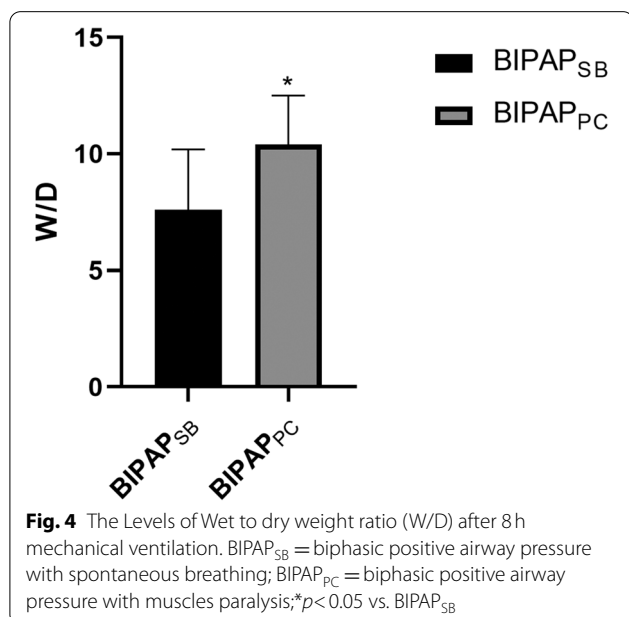 15
10
5
0
W/D
*
BIPAP_SB
BIPAP_PC
BIPAP_SB
BIPAP_PC
Fig. 4 The Levels of Wet to dry weight ratio (W/D) after 8 h
mechanical ventilation. BIPAP_SB = biphasic positive airway pressure
with spontaneous breathing; BIPAP_PC = biphasic positive airway
pressure with muscles paralysis;*p< 0.05 vs. BIPAP_SB